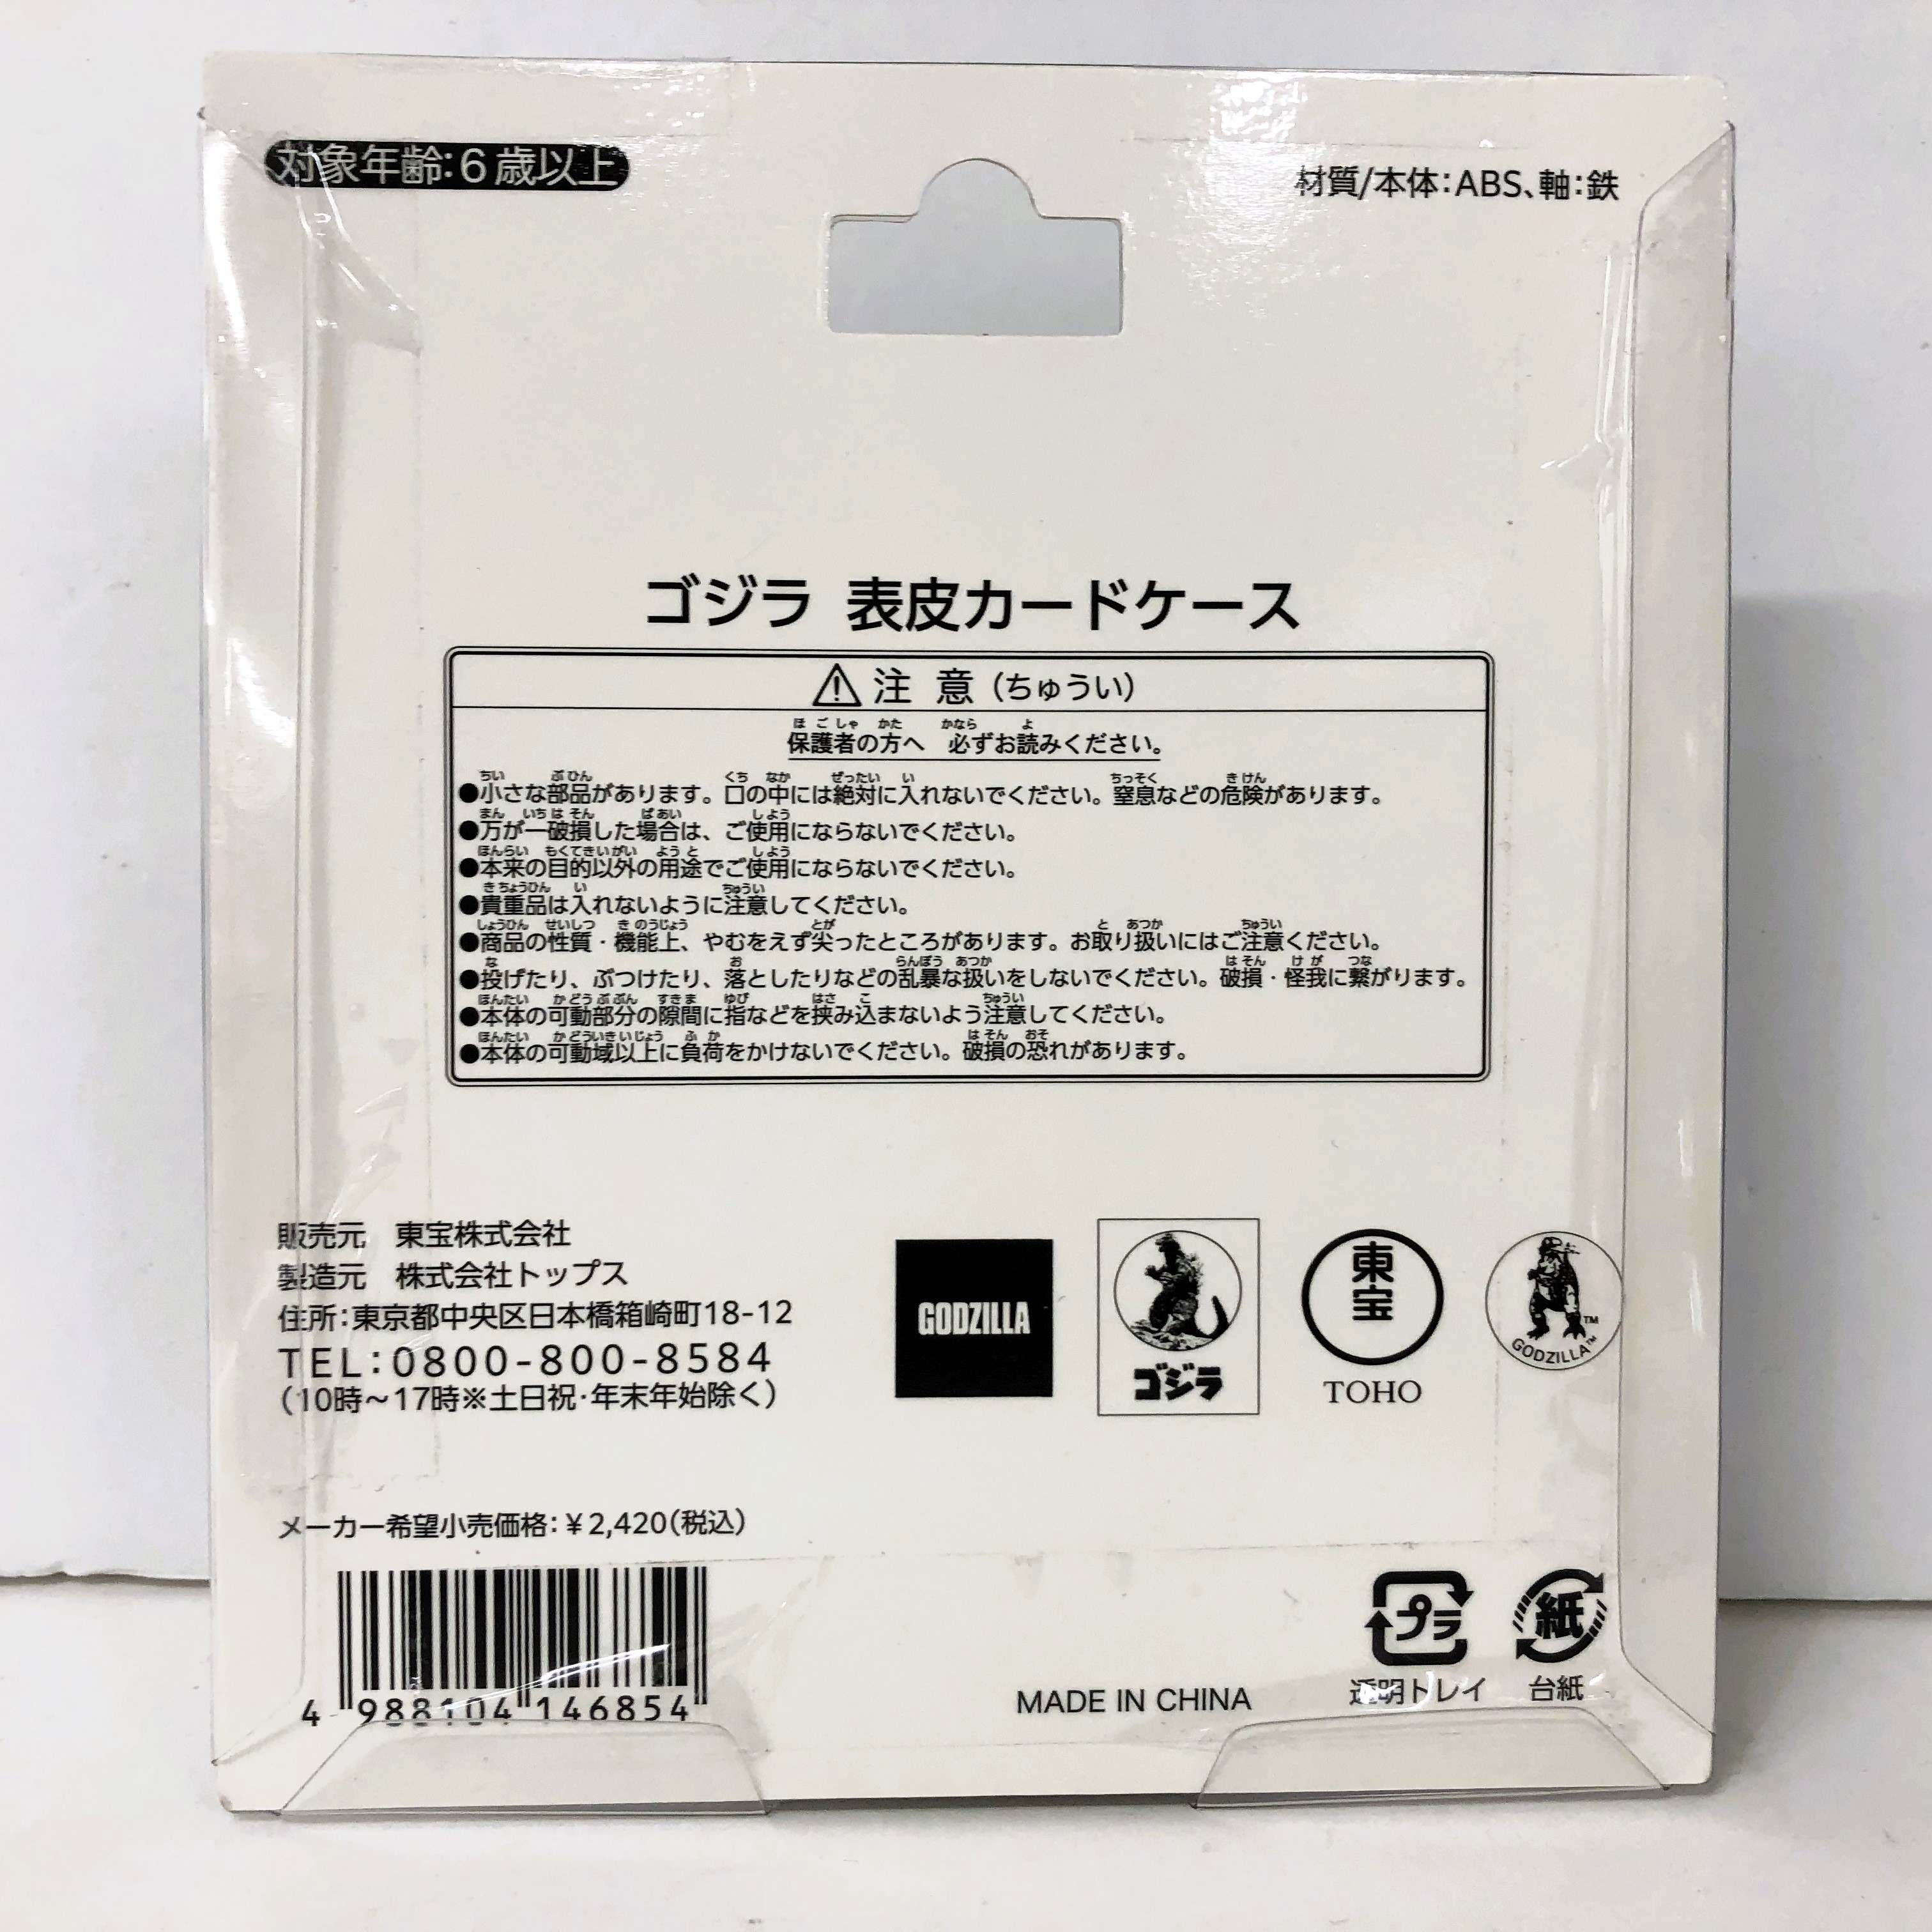 対象年齢：6歳以上
材質/本体：ABS、軸：鉄
ゴジラ 表皮カードケース
⚠注 意（ちゅうい）
保護者の方へ　必ずお読みください。
●小さな部品があります。口の中には絶対に入れないでください。窒息などの危険があります。
●万が一破損した場合は、ご使用にならないでください。
●本来の目的以外の用途でご使用にならないでください。
●貴重品は入れないように注意してください。
●商品の性質・機能上、やむをえず尖ったところがあります。お取り扱いにはご注意ください。
●投げたり、ぶつけたり、落としたりなどの乱暴な扱いをしないでください。破損・怪我に繋がります。
●本体の可動部分の隙間に指などを挟み込まないよう注意してください。
●本体の可動域以上に負荷をかけないでください。破損の恐れがあります。
販売元　東宝株式会社
製造元　株式会社トップス
住所：東京都中央区日本橋箱崎町18-12
TEL：0800-800-8584
（10時～17時※土日祝・年末年始除く）
GODZILLA
ゴジラ
東宝
TOHO
TM
GODZILLA™
メーカー希望小売価格：￥2,420（税込）
4 988104 146854
MADE IN CHINA
プラ
透明トレイ
紙
台紙